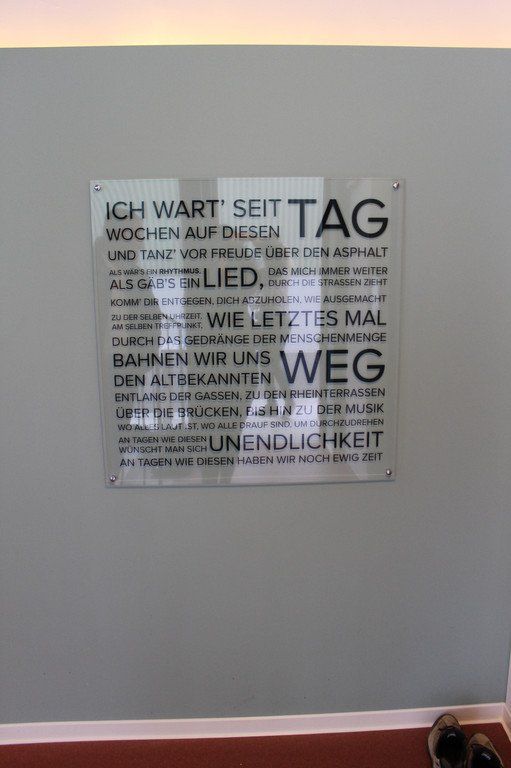 ICH WART' SEIT
WOCHEN AUF DIESEN TAG
UND TANZ' VOR FREUDE ÜBER DEN ASPHALT
ALS WÄR'S EIN RHYTHMUS,
ALS GÄB'S EIN LIED, DAS MICH IMMER WEITER
DURCH DIE STRASSEN ZIEHT
KOMM' DIR ENTGEGEN, DICH ABZUHOLEN, WIE AUSGEMACHT
ZU DER SELBEN UHRZEIT,
AM SELBEN TREFFPUNKT, WIE LETZTES MAL
DURCH DAS GEDRÄNGE DER MENSCHENMENGE
BAHNEN WIR UNS
DEN ALTBEKANNTEN WEG
ENTLANG DER GASSEN, ZU DEN RHEINTERRASSEN
ÜBER DIE BRÜCKEN, BIS HIN ZU DER MUSIK
WO ALLES LAUT IST, WO ALLE DRAUF SIND, UM DURCHZUDREHEN
AN TAGEN WIE DIESEN
WÜNSCHT MAN SICH UNENDLICHKEIT
AN TAGEN WIE DIESEN HABEN WIR NOCH EWIG ZEIT